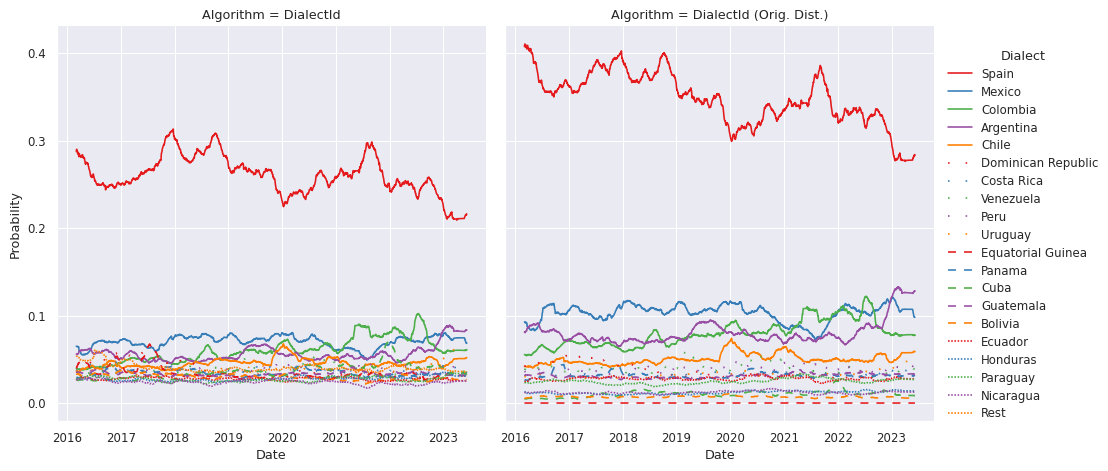 Algorithm = DialectId
Algorithm = DialectId (Orig. Dist.)
Probability
0.4
0.3
0.2
0.1
0.0
2016 2017 2018 2019 2020 2021 2022 2023
2016 2017 2018 2019 2020 2021 2022 2023
Date
Date
Dialect
Spain
Mexico
Colombia
Argentina
Chile
Dominican Republic
Costa Rica
Venezuela
Peru
Uruguay
Equatorial Guinea
Panama
Cuba
Guatemala
Bolivia
Ecuador
Honduras
Paraguay
Nicaragua
Rest